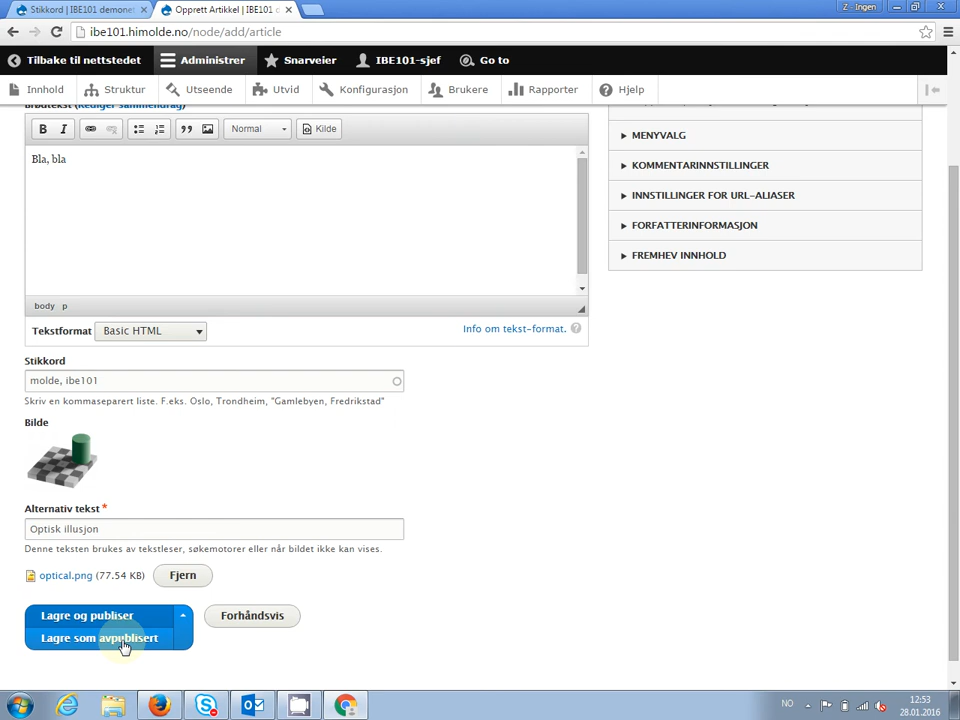 Stikkord | IBE101 demonet
Opprett Artikkel | IBE101 d
Z - Ingen
ibe101.himolde.no/node/add/article
Tilbake til nettstedet
Administrer
Snarveier
IBE101-sjef
Go to
Innhold
Struktur
Utseende
Utvid
Konfigurasjon
Brukere
Rapporter
Hjelp
Brødtekst (Rediger sammendrag)
B I
Normal
Kilde
Bla, bla
body p
Tekstformat
Basic HTML
Info om tekst-format.
MENYVALG
KOMMENTARINNSTILLINGER
INNSTILLINGER FOR URL-ALIASER
FORFATTERINFORMASJON
FREMHEV INNHOLD
Stikkord
molde, ibe101
Skriv en kommaseparert liste. F.eks. Oslo, Trondheim, "Gamlebyen, Fredrikstad"
Bilde
Alternativ tekst *
Optisk illusjon
Denne teksten brukes av tekstleser, søkemotorer eller når bildet ikke kan vises.
optical.png (77.54 KB)
Fjern
Lagre og publiser
Forhåndsvis
Lagre som avpublisert
NO
12:53
28.01.2016